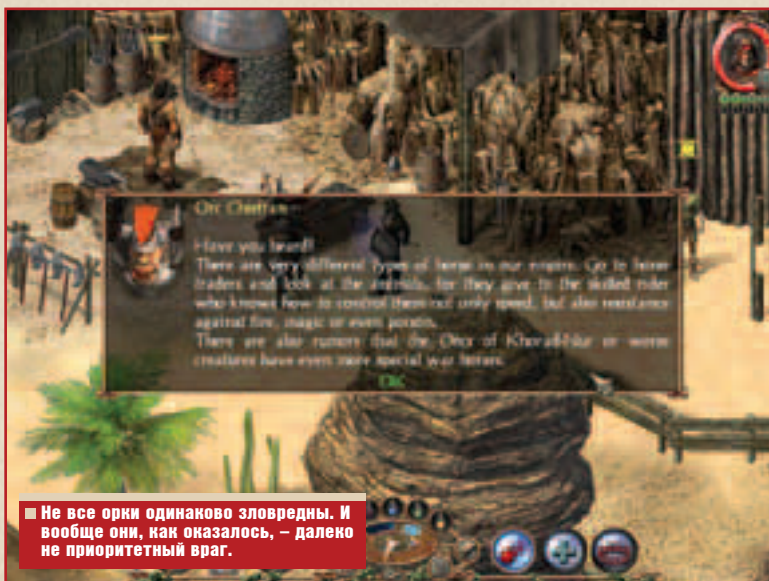 Orc Chieftain
Have you heard?
There are very different types of horse in our empire. Go to horse
traders and look at the animals, for they give to the skilled rider
who knows how to control them not only speed, but also resistance
against fire, magic or even poison.
There are also rumors that the Orcs of Khorad-Nur or worse
creatures have even more special war horses.
OK
Не все орки одинаково зловредны. И
вообще они, как оказалось, – далеко
не приоритетный враг.